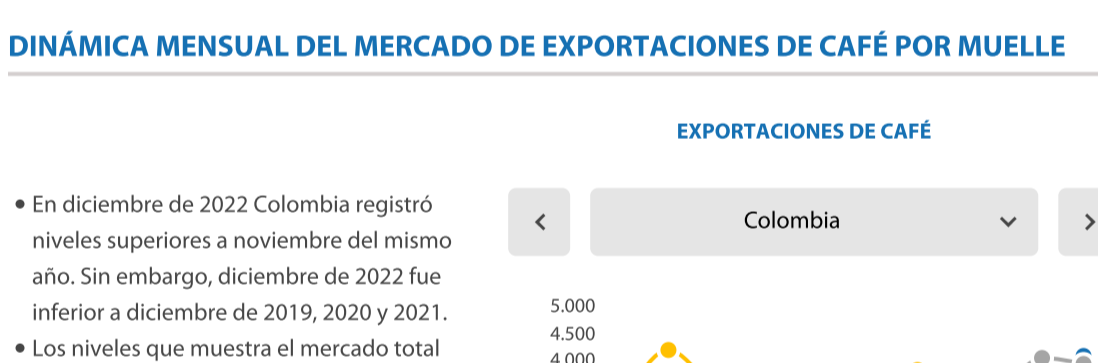 DINÁMICA MENSUAL DEL MERCADO DE EXPORTACIONES DE CAFÉ POR MUELLE
EXPORTACIONES DE CAFÉ
• En diciembre de 2022 Colombia registró
niveles superiores a noviembre del mismo
año. Sin embargo, diciembre de 2022 fue
inferior a diciembre de 2019, 2020 y 2021.
• Los niveles que muestra el mercado total
Colombia
5.000
4.500
4.000